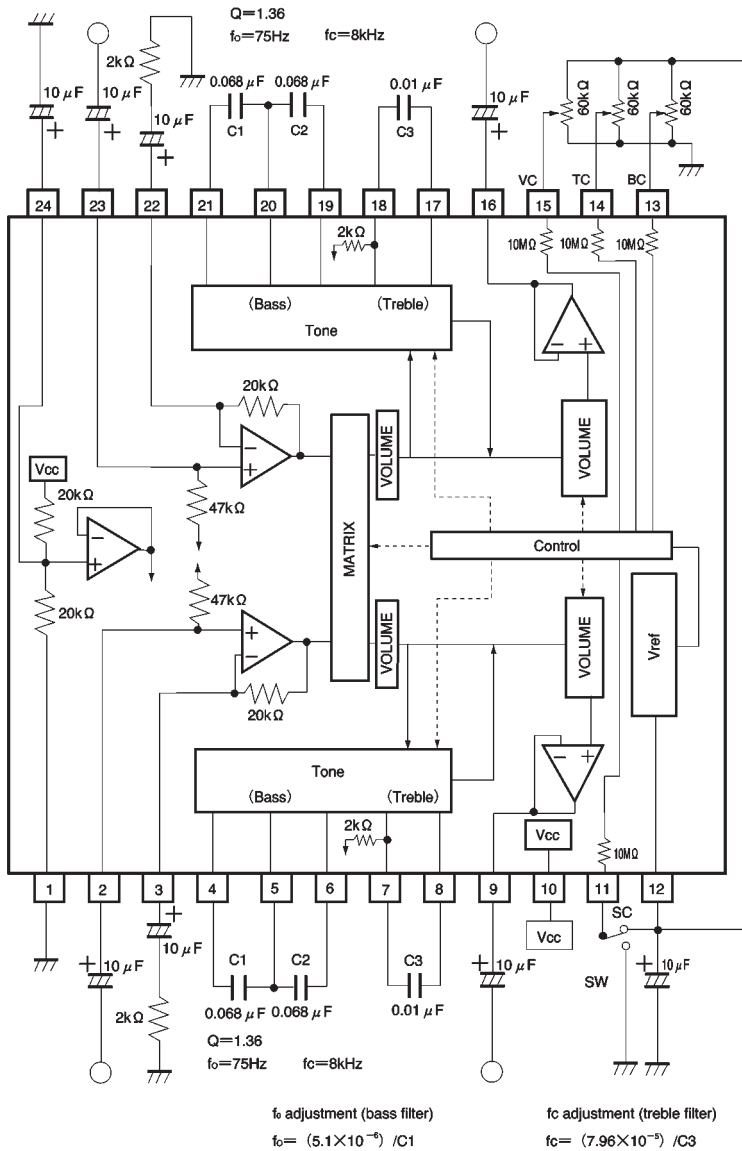 Q=1.36
fo=75Hz fc=8kHz
2kΩ
10 μF
+
10 μF
+
10 μF
+
0.068 μF 0.068 μF
C1 C2
0.01 μF
C3
10 μF
+
60kΩ 60kΩ 60kΩ
VC TC BC
24 23 22 21 20 19 18 17 16 15 14 13
2kΩ
10MΩ 10MΩ 10MΩ
(Bass) (Treble)
Tone
− +
20kΩ
−
+
VOLUME
VOLUME
Vcc
20kΩ
47kΩ
−
+
MATRIX
Control
20kΩ
47kΩ
+
−
VOLUME
VOLUME
Vref
20kΩ
Tone
(Bass) (Treble)
− +
2kΩ
Vcc
10MΩ
1 2 3 4 5 6 7 8 9 10 11 12
SC
Vcc
+
10 μF
+
10 μF
C1 C2
0.068 μF 0.068 μF
C3
0.01 μF
+
10 μF
SW
+
10 μF
2kΩ
Q=1.36
fo=75Hz fc=8kHz
f₀ adjustment (bass filter) fc adjustment (treble filter)
fo= (5.1×10⁻⁶) /C1 fc= (7.96×10⁻⁵) /C3